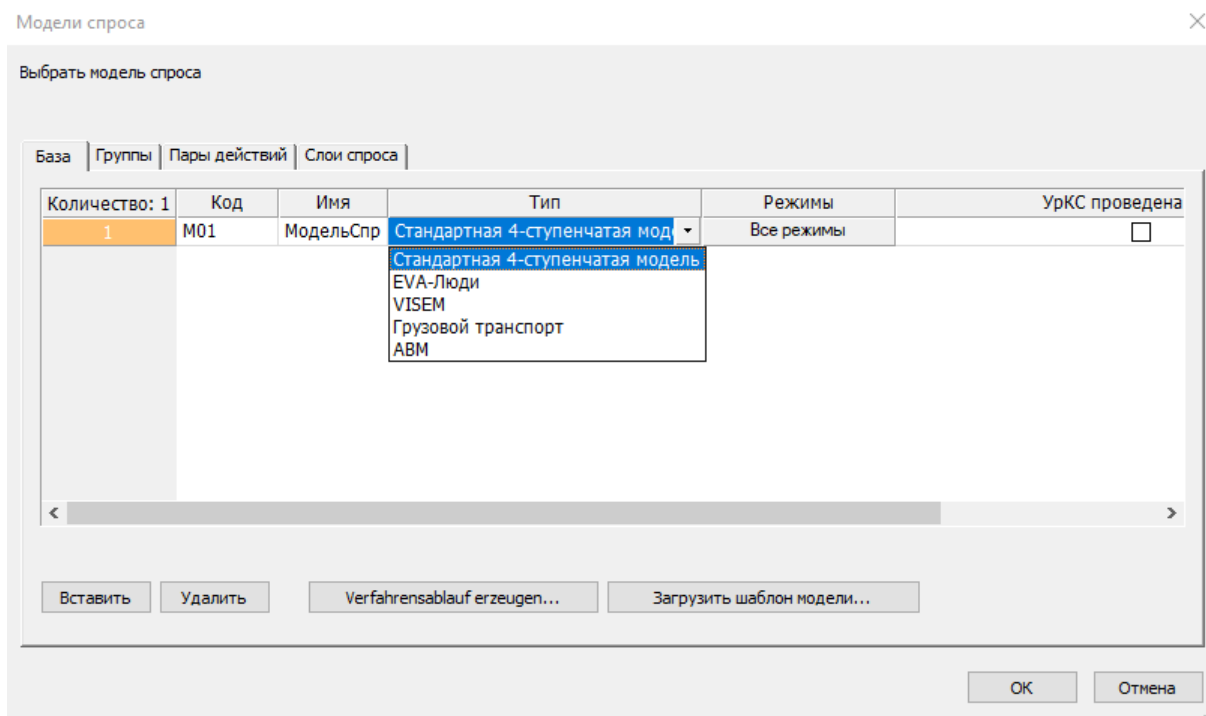 Модели спроса
Выбрать модель спроса
База Группы Пары действий Слои спроса
Количество: 1 Код Имя Тип Режимы УрКС проведена
1 M01 МодельСпр Стандартная 4-ступенчатая мод Все режимы
Стандартная 4-ступенчатая модель
EVA-Люди
VISEM
Грузовой транспорт
ABM
Вставить Удалить Verfahrensablauf erzeugen... Загрузить шаблон модели...
OK Отмена